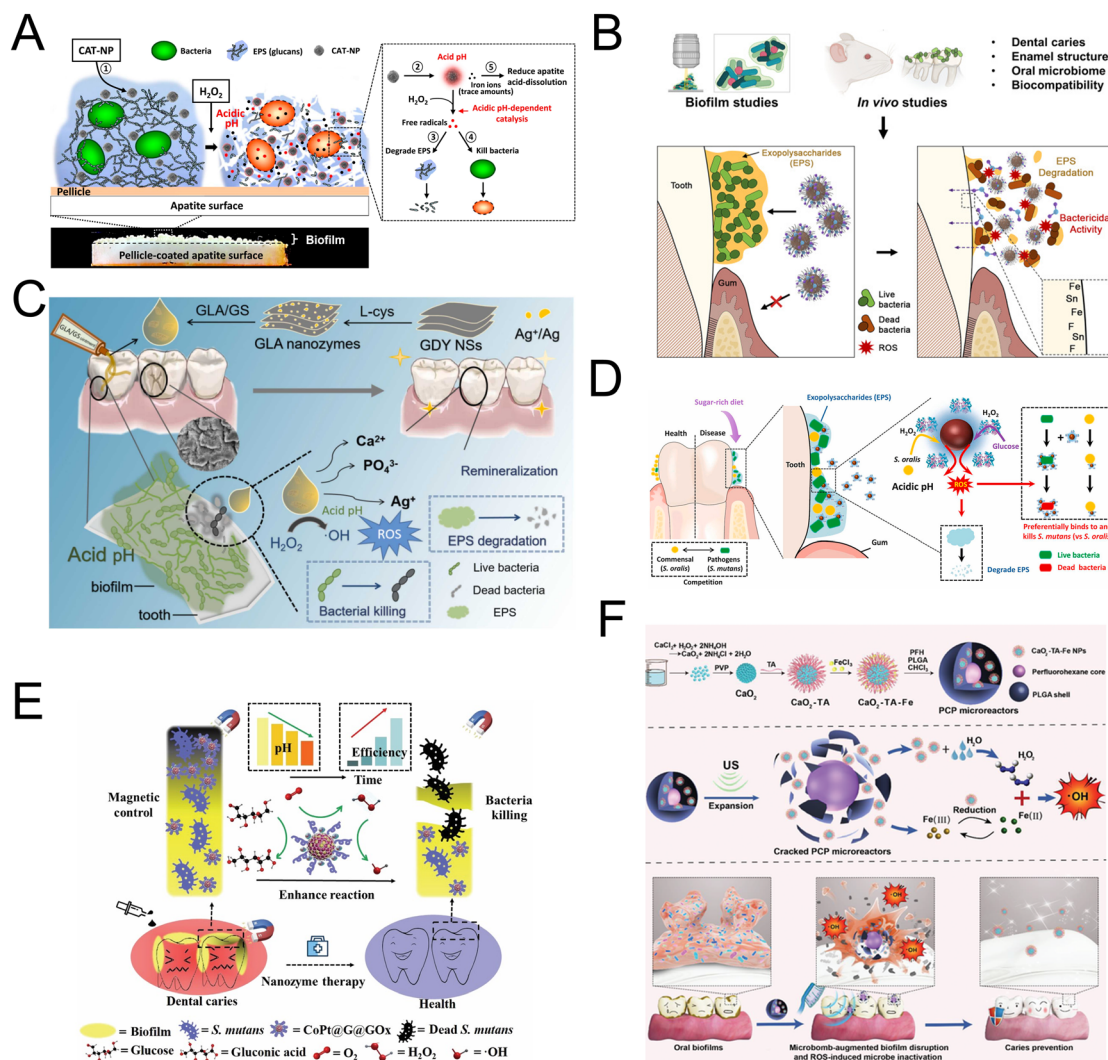 A
CAT-NP
①
Bacteria
EPS (glucans)
CAT-NP
H₂O₂
Acidic
pH
Pellicle
Apatite surface
Biofilm
Pellicle-coated apatite surface
②
Acid pH
⑤
Iron ions
(trace amounts)
Reduce apatite
acid-dissolution
H₂O₂
Acidic pH-dependent
catalysis
Free radicals
③
④
Degrade EPS
Kill bacteria
B
Biofilm studies
In vivo studies
• Dental caries
• Enamel structure
• Oral microbiome
• Biocompatibility
Exopolysaccharides
(EPS)
Tooth
Gum
Live
bacteria
Dead
bacteria
ROS
EPS
Degradation
Bactericidal
Activity
Fe
Sn
Fe
F
Sn
F
C
GLA/GS
GLA/GS
L-cys
GLA nanozymes
GDY NSs
Ag⁺/Ag
Ca²⁺
PO₄³⁻
Remineralization
Ag⁺
Acid pH
H₂O₂
·OH
ROS
EPS degradation
Acid pH
biofilm
tooth
Bacterial killing
Live bacteria
Dead bacteria
EPS
D
Sugar-rich diet
Health
Disease
Commensal
(S. oralis)
Pathogens
(S. mutans)
Competition
Exopolysaccharides (EPS)
Tooth
Gum
H₂O₂
H₂O₂
Glucose
S. oralis
Acidic pH
ROS
Degrade EPS
+
Preferentially binds to an
kills S. mutans (vs S. oralis
Live bacteria
Dead bacteria
E
Magnetic
control
pH
Efficiency
Time
Bacteria
killing
Enhance reaction
Dental caries
Nanozyme therapy
Health
= Biofilm
= S. mutans
= CoPt@G@GOx
= Dead S. mutans
= Glucose
= Gluconic acid
= O₂
= H₂O₂
= ·OH
F
CaCl₂+ H₂O₂ + 2NH₄OH
→CaO₂+ 2NH₄Cl + 2H₂O
PVP
CaO₂
TA
CaO₂-TA
FeCl₃
CaO₂-TA-Fe
PFH
PLGA
CHCl₃
PCP microreactors
CaO₂-TA-Fe NPs
Perfluorohexane core
PLGA shell
US
Expansion
Cracked PCP microreactors
+
H₂O
H₂O₂
+
·OH
Reduction
Fe(III)
Fe(II)
·OH
·OH
·OH
Oral biofilms
Microbomb-augmented biofilm disruption
and ROS-induced microbe inactivation
Caries prevention